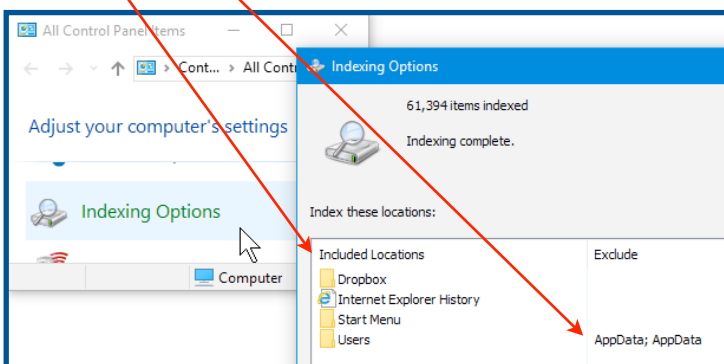 All Control Panel Items
Cont... > All Contr
Adjust your computer's settings
Indexing Options
Computer
Indexing Options
61,394 items indexed
Indexing complete.
Index these locations:
Included Locations Exclude
Dropbox
Internet Explorer History
Start Menu
Users AppData; AppData